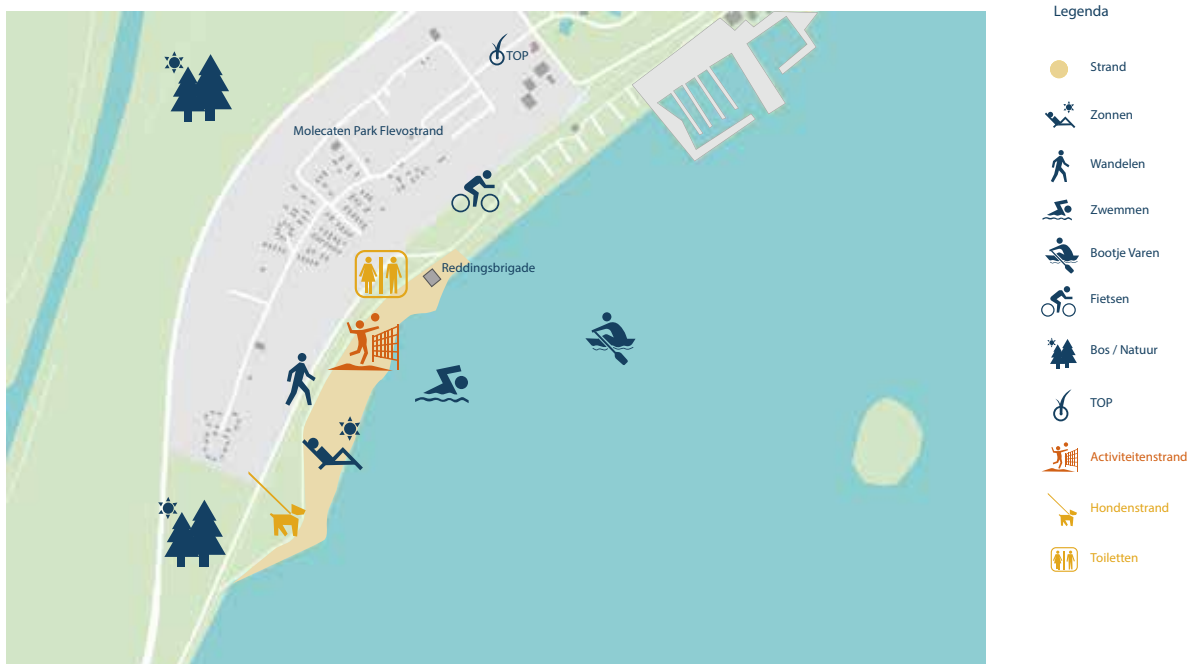 TOP
Molecaten Park Flevostrand
Reddingsbrigade
Legenda
Strand
Zonnen
Wandelen
Zwemmen
Bootje Varen
Fietsen
Bos / Natuur
TOP
Activiteitenstrand
Hondenstrand
Toiletten